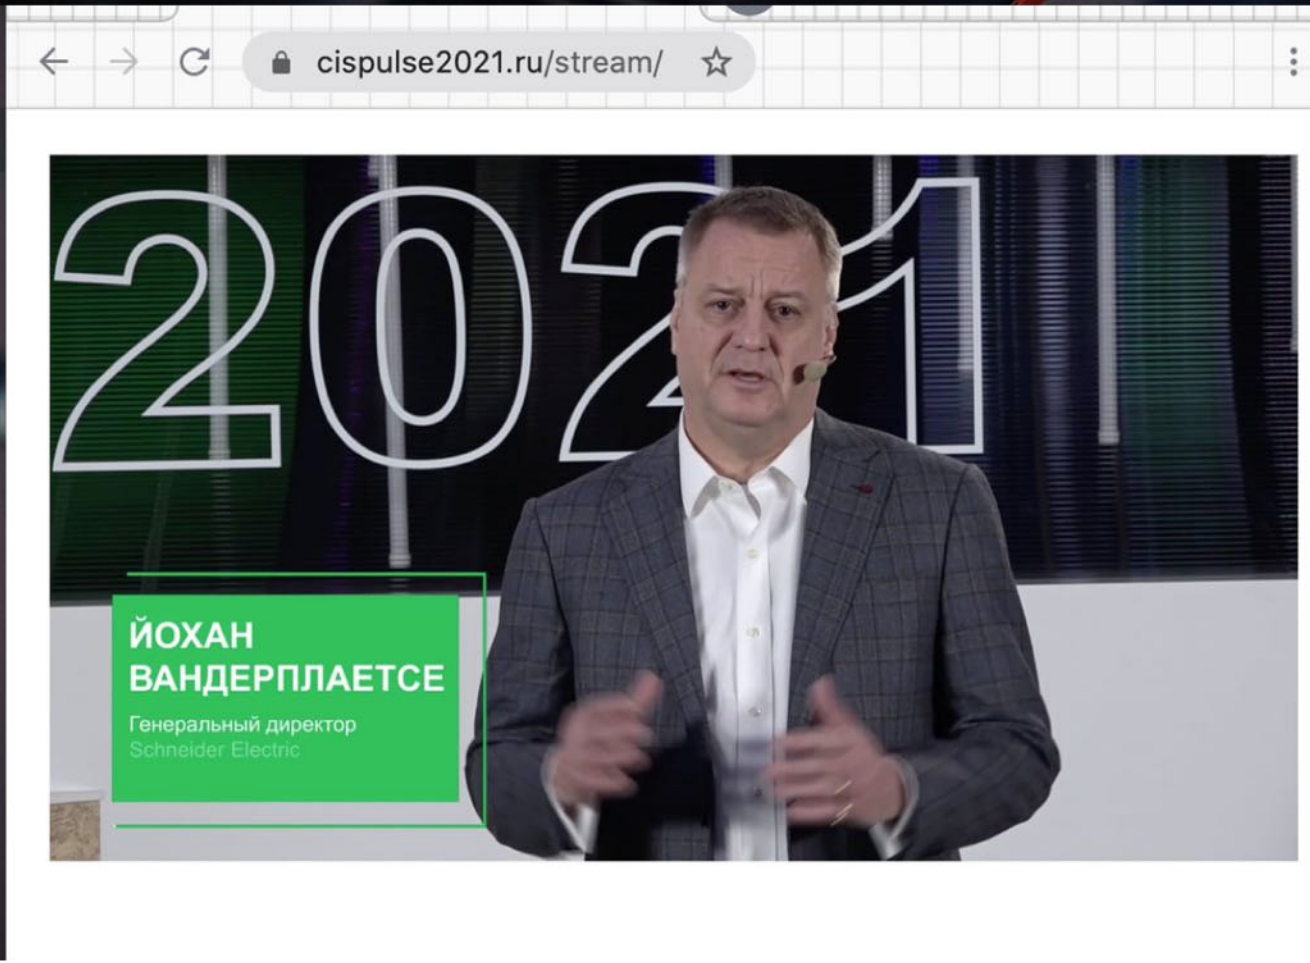 cispulse2021.ru/stream/
2021
ЙОХАН
ВАНДЕРПЛАЕТСЕ
Генеральный директор
Schneider Electric